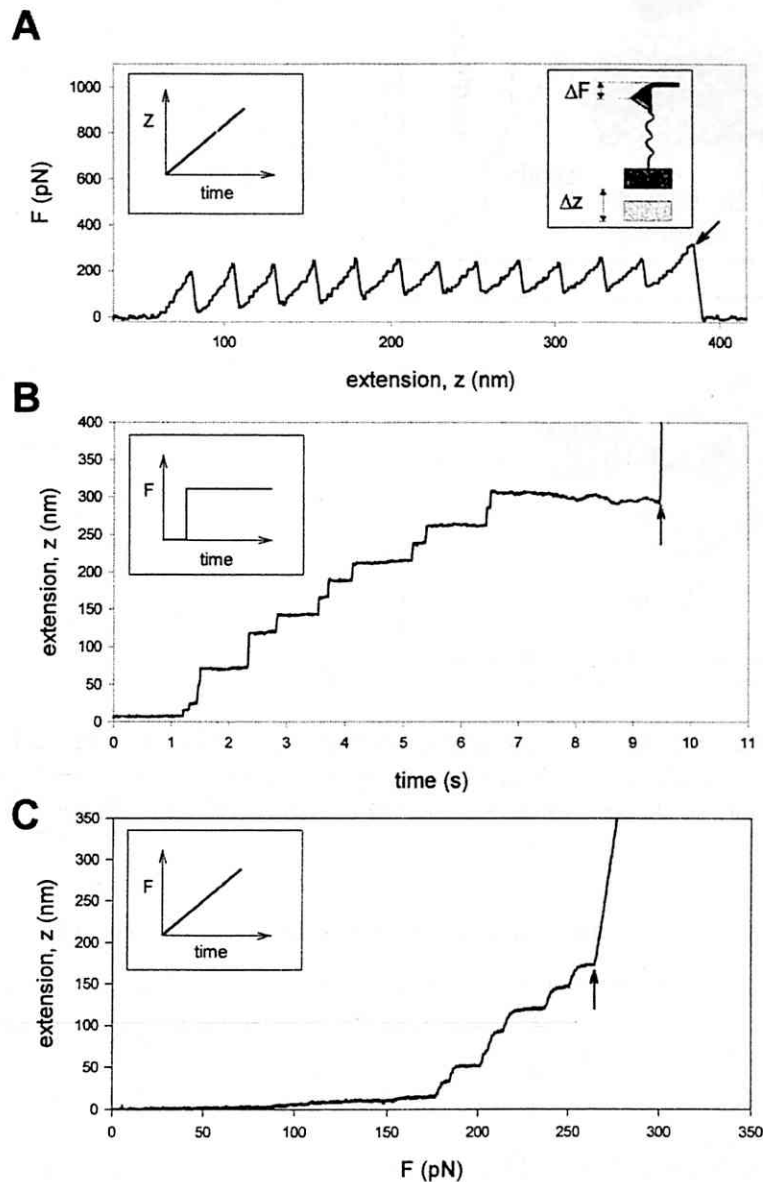 A
1000
800
600
400
200
0
F (pN)
Z
time
ΔF
Δz
100
200
300
400
extension, z (nm)
B
400
350
300
250
200
150
100
50
0
extension, z (nm)
F
time
0 1 2 3 4 5 6 7 8 9 10 11
time (s)
C
350
300
250
200
150
100
50
0
extension, z (nm)
F
time
0 50 100 150 200 250 300 350
F (pN)